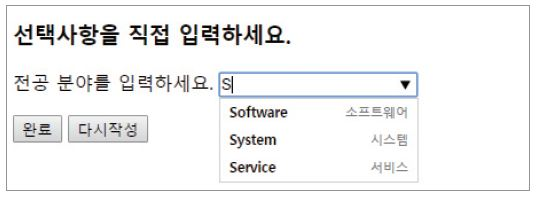 선택사항을 직접 입력하세요.
전공 분야를 입력하세요. S
Software 소프트웨어
System 시스템
Service 서비스
완료 다시작성